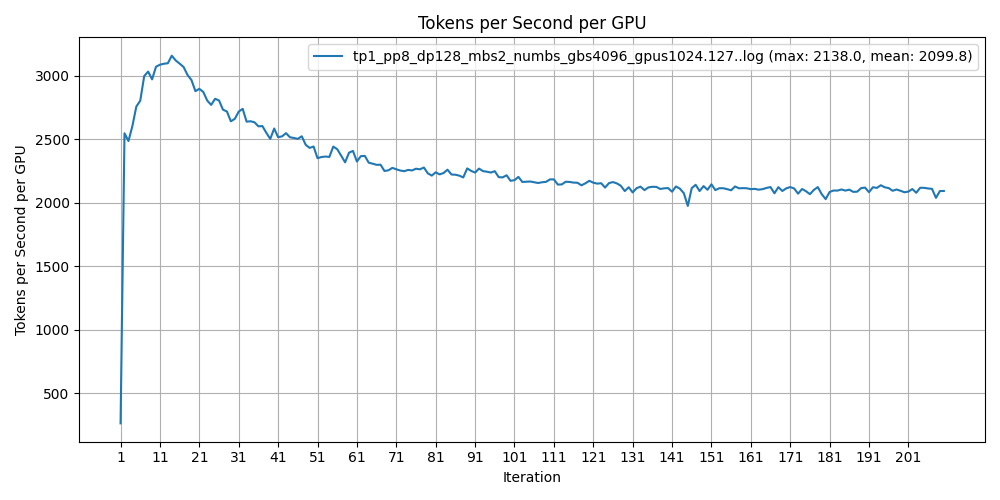 Tokens per Second per GPU
tp1_pp8_dp128_mbs2_numbs_gbs4096_gpus1024.127..log (max: 2138.0, mean: 2099.8)
Tokens per Second per GPU
3000
2500
2000
1500
1000
500
1 11 21 31 41 51 61 71 81 91 101 111 121 131 141 151 161 171 181 191 201
Iteration